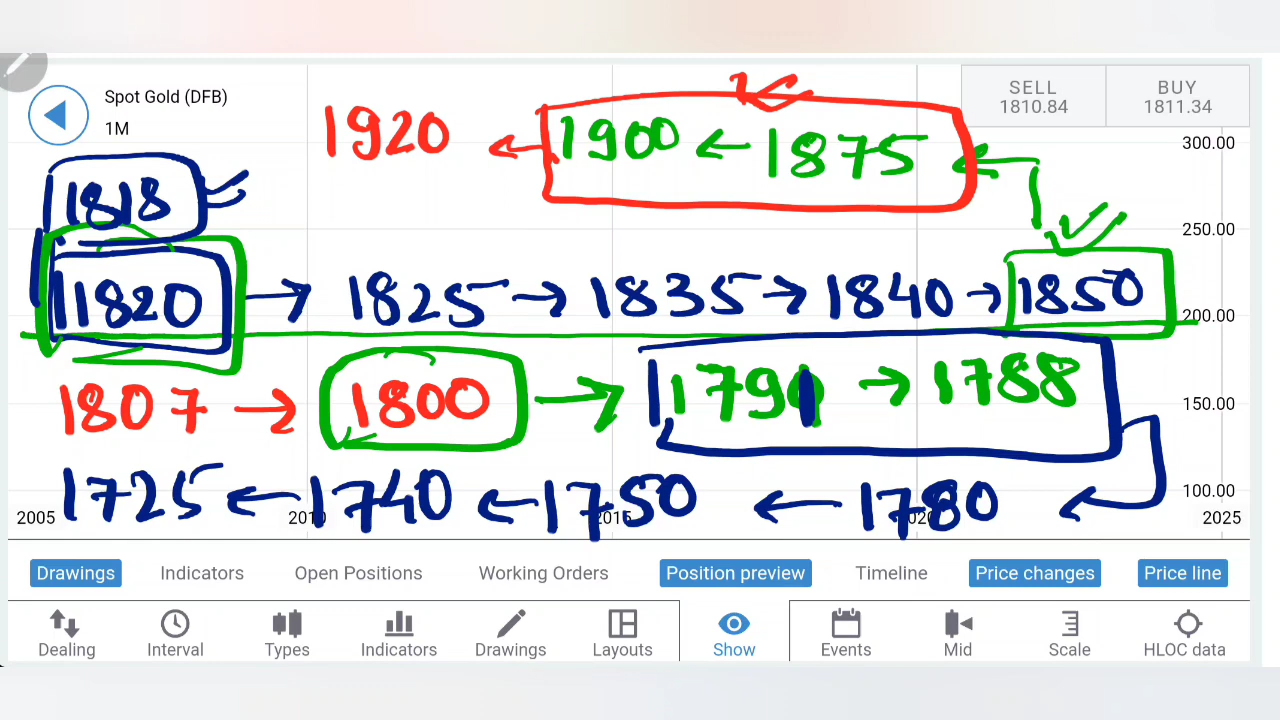 SELL BUY
Spot Gold (DFB) 1810.84 1811.34
1M
1920 ← 1900 ← 1875 300.00
1818 250.00
1820 → 1825 → 1835 → 1840 → 1850
200.00
1807 → 1800 → → 1788 150.00
1725 ← 1740 ← 1750 ← 1780 100.00
2005 2010 2015 2020 2025
Drawings Indicators Open Positions Working Orders Position preview Timeline Price changes Price line
Dealing Interval Types Indicators Drawings Layouts Show Events Mid Scale HLOC data